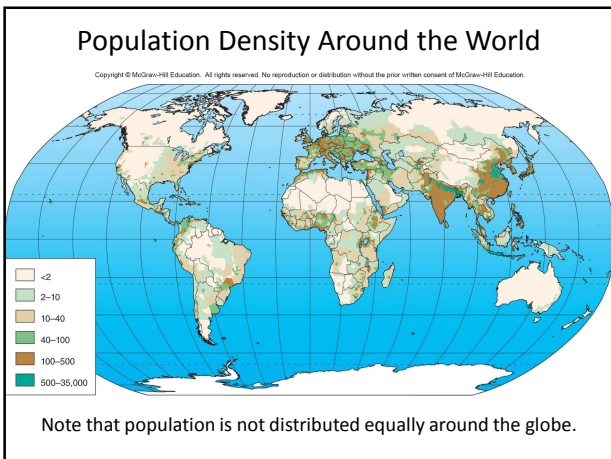 Population Density Around the World
Copyright © McGraw-Hill Education. All rights reserved. No reproduction or distribution without the prior written consent of McGraw-Hill Education.
<2
2–10
10–40
40–100
100–500
500–35,000
Note that population is not distributed equally around the globe.